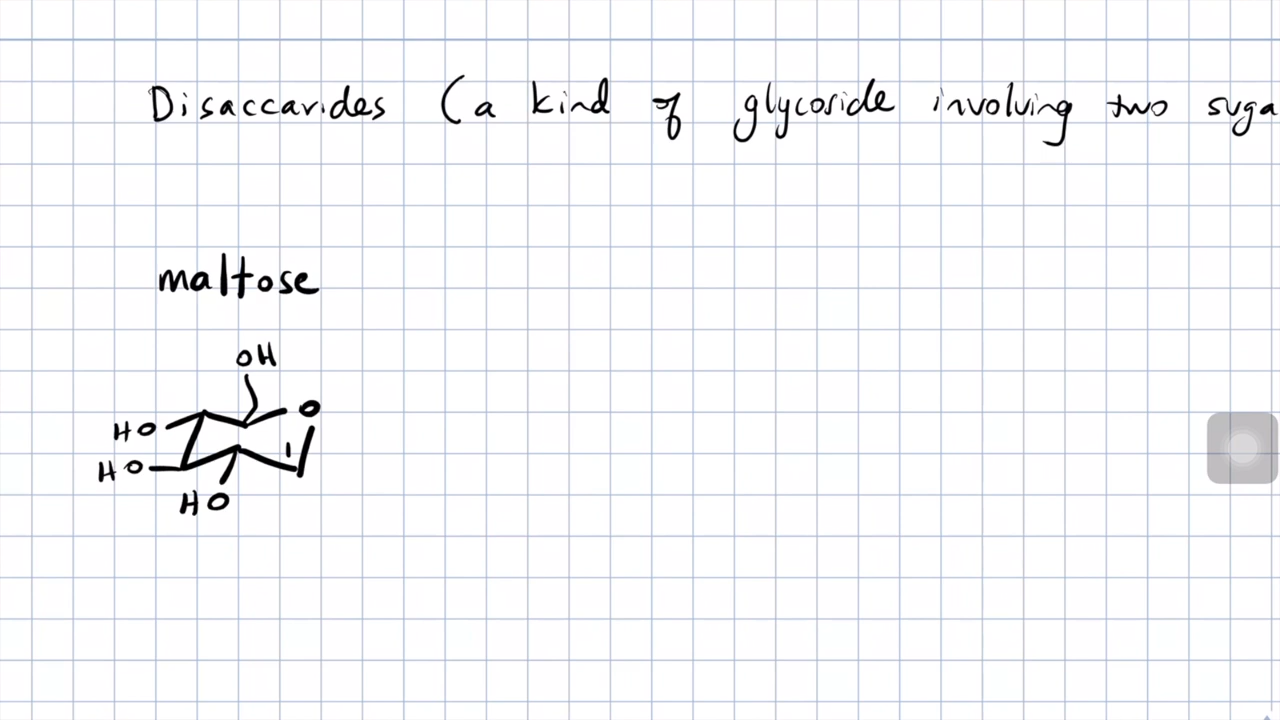 Disaccarides (a kind of glycoside involving two suga
maltose
OH
O
HO
1
HO
HO